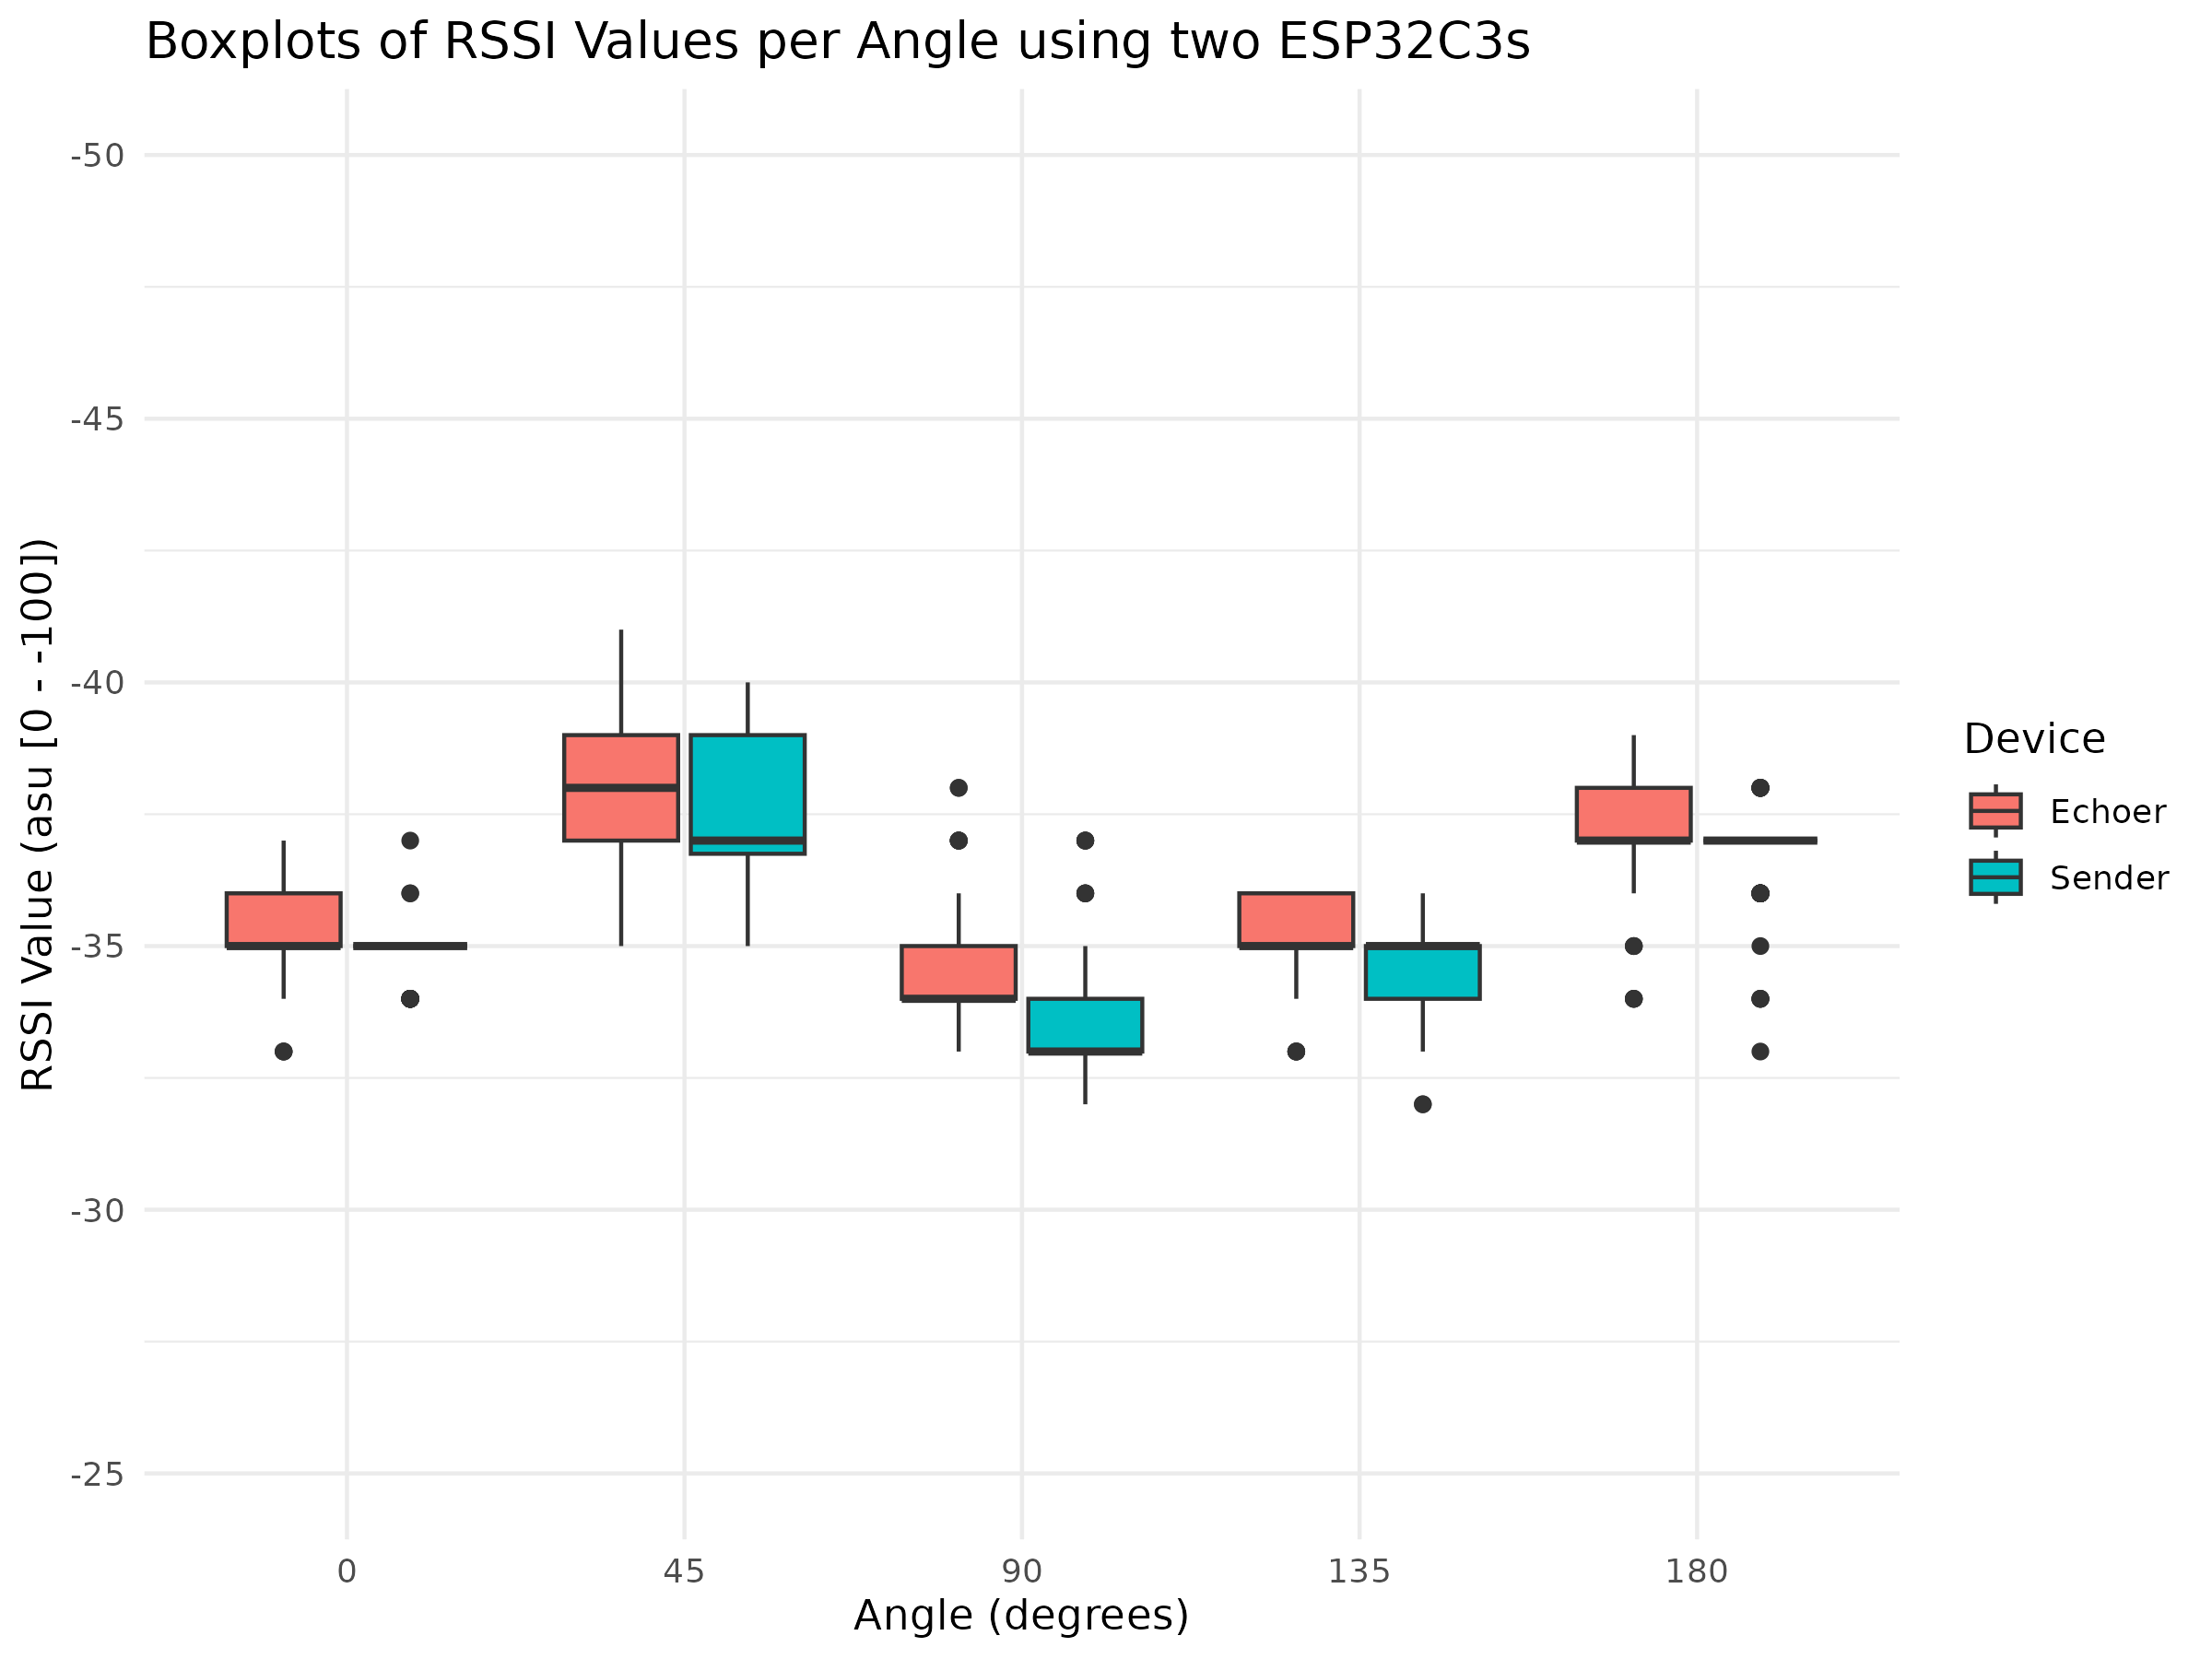 Boxplots of RSSI Values per Angle using two ESP32C3s
RSSI Value (asu [0 - -100])
-50
-45
-40
-35
-30
-25
0 45 90 135 180
Angle (degrees)
Device
Echoer
Sender